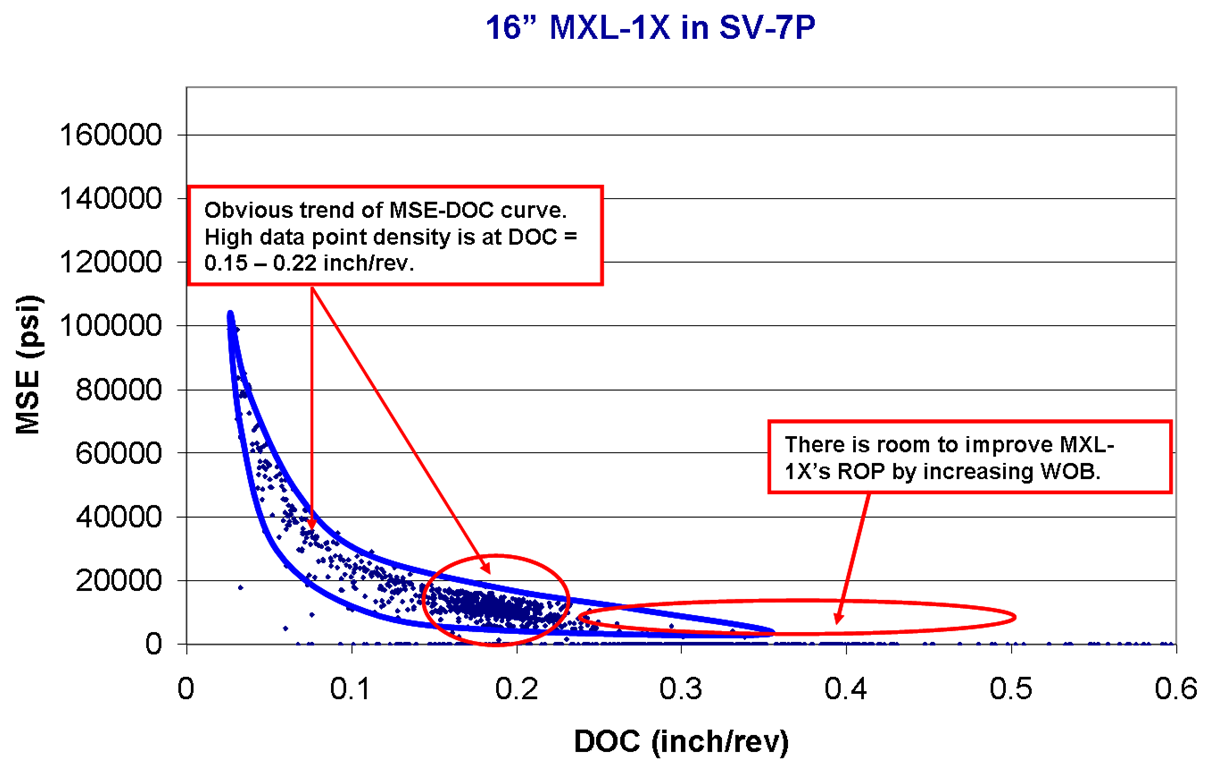 16” MXL-1X in SV-7P
160000
140000
120000
100000
80000
60000
40000
20000
0
MSE (psi)
Obvious trend of MSE-DOC curve.
High data point density is at DOC =
0.15 – 0.22 inch/rev.
There is room to improve MXL-
1X’s ROP by increasing WOB.
0 0.1 0.2 0.3 0.4 0.5 0.6
DOC (inch/rev)